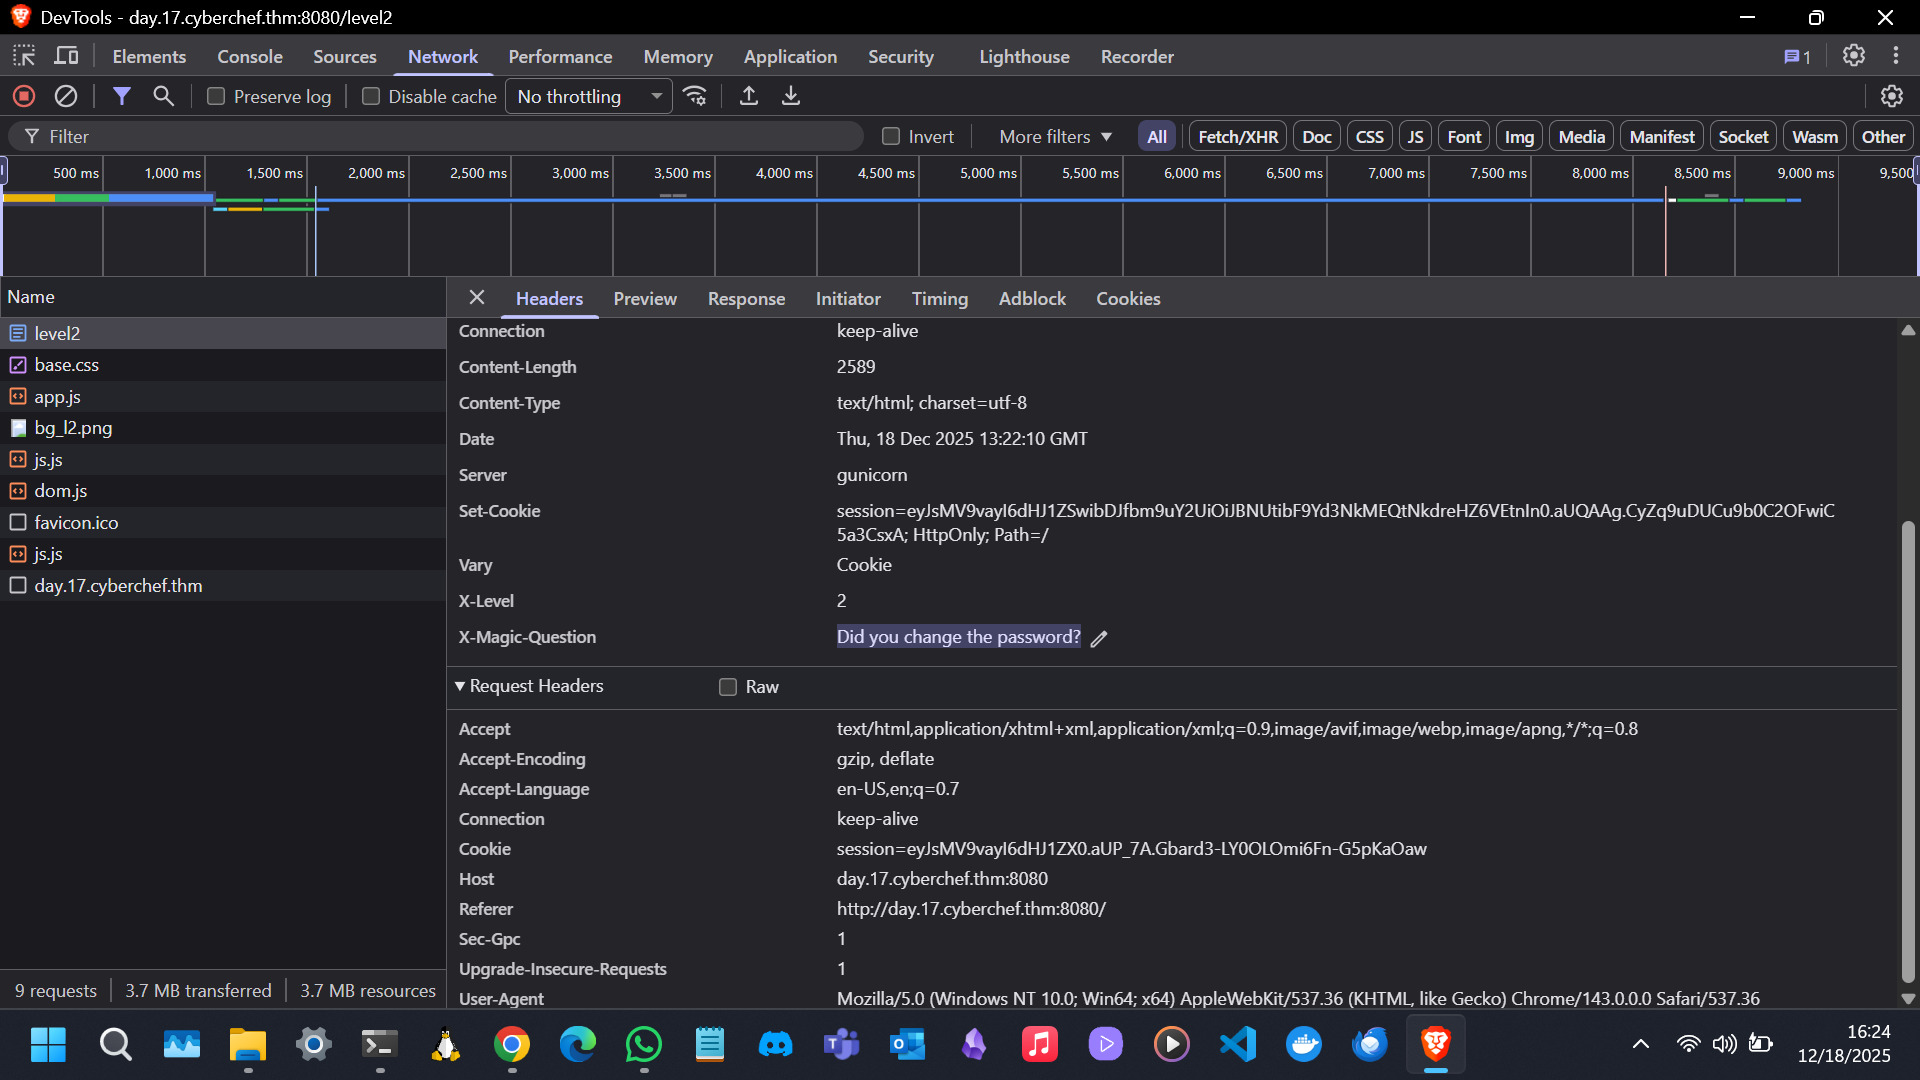 DevTools - day.17.cyberchef.thm:8080/level2
Elements Console Sources Network Performance Memory Application Security Lighthouse Recorder 1
Preserve log Disable cache No throttling
Filter Invert More filters ▼ All Fetch/XHR Doc CSS JS Font Img Media Manifest Socket Wasm Other
500 ms 1,000 ms 1,500 ms 2,000 ms 2,500 ms 3,000 ms 3,500 ms 4,000 ms 4,500 ms 5,000 ms 5,500 ms 6,000 ms 6,500 ms 7,000 ms 7,500 ms 8,000 ms 8,500 ms 9,000 ms 9,500
Name
level2
base.css
app.js
bg_l2.png
js.js
dom.js
favicon.ico
js.js
day.17.cyberchef.thm
9 requests 3.7 MB transferred 3.7 MB resources
Headers Preview Response Initiator Timing Adblock Cookies
Connection keep-alive
Content-Length 2589
Content-Type text/html; charset=utf-8
Date Thu, 18 Dec 2025 13:22:10 GMT
Server gunicorn
Set-Cookie session=eyJsMV9vayI6dHJ1ZSwibDJfbm9uY2UiOiJBNUtibF9Yd3NkMEQtNkdreHZ6VEtnIn0.aUQAAg.CyZq9uDUCu9b0C2OFwiC
5a3CsxA; HttpOnly; Path=/
Vary Cookie
X-Level 2
X-Magic-Question Did you change the password?
▼ Request Headers Raw
Accept text/html,application/xhtml+xml,application/xml;q=0.9,image/avif,image/webp,image/apng,*/*;q=0.8
Accept-Encoding gzip, deflate
Accept-Language en-US,en;q=0.7
Connection keep-alive
Cookie session=eyJsMV9vayI6dHJ1ZX0.aUP_7A.Gbard3-LY0OLOmi6Fn-G5pKaOaw
Host day.17.cyberchef.thm:8080
Referer http://day.17.cyberchef.thm:8080/
Sec-Gpc 1
Upgrade-Insecure-Requests 1
User-Agent Mozilla/5.0 (Windows NT 10.0; Win64; x64) AppleWebKit/537.36 (KHTML, like Gecko) Chrome/143.0.0.0 Safari/537.36
16:24
12/18/2025